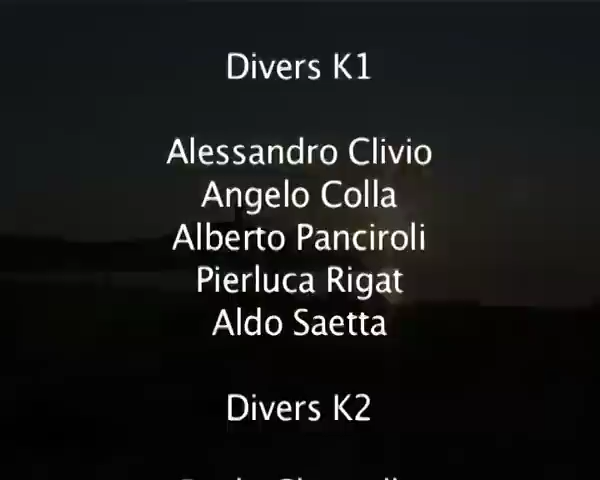 Divers K1
Alessandro Clivio
Angelo Colla
Alberto Panciroli
Pierluca Rigat
Aldo Saetta
Divers K2